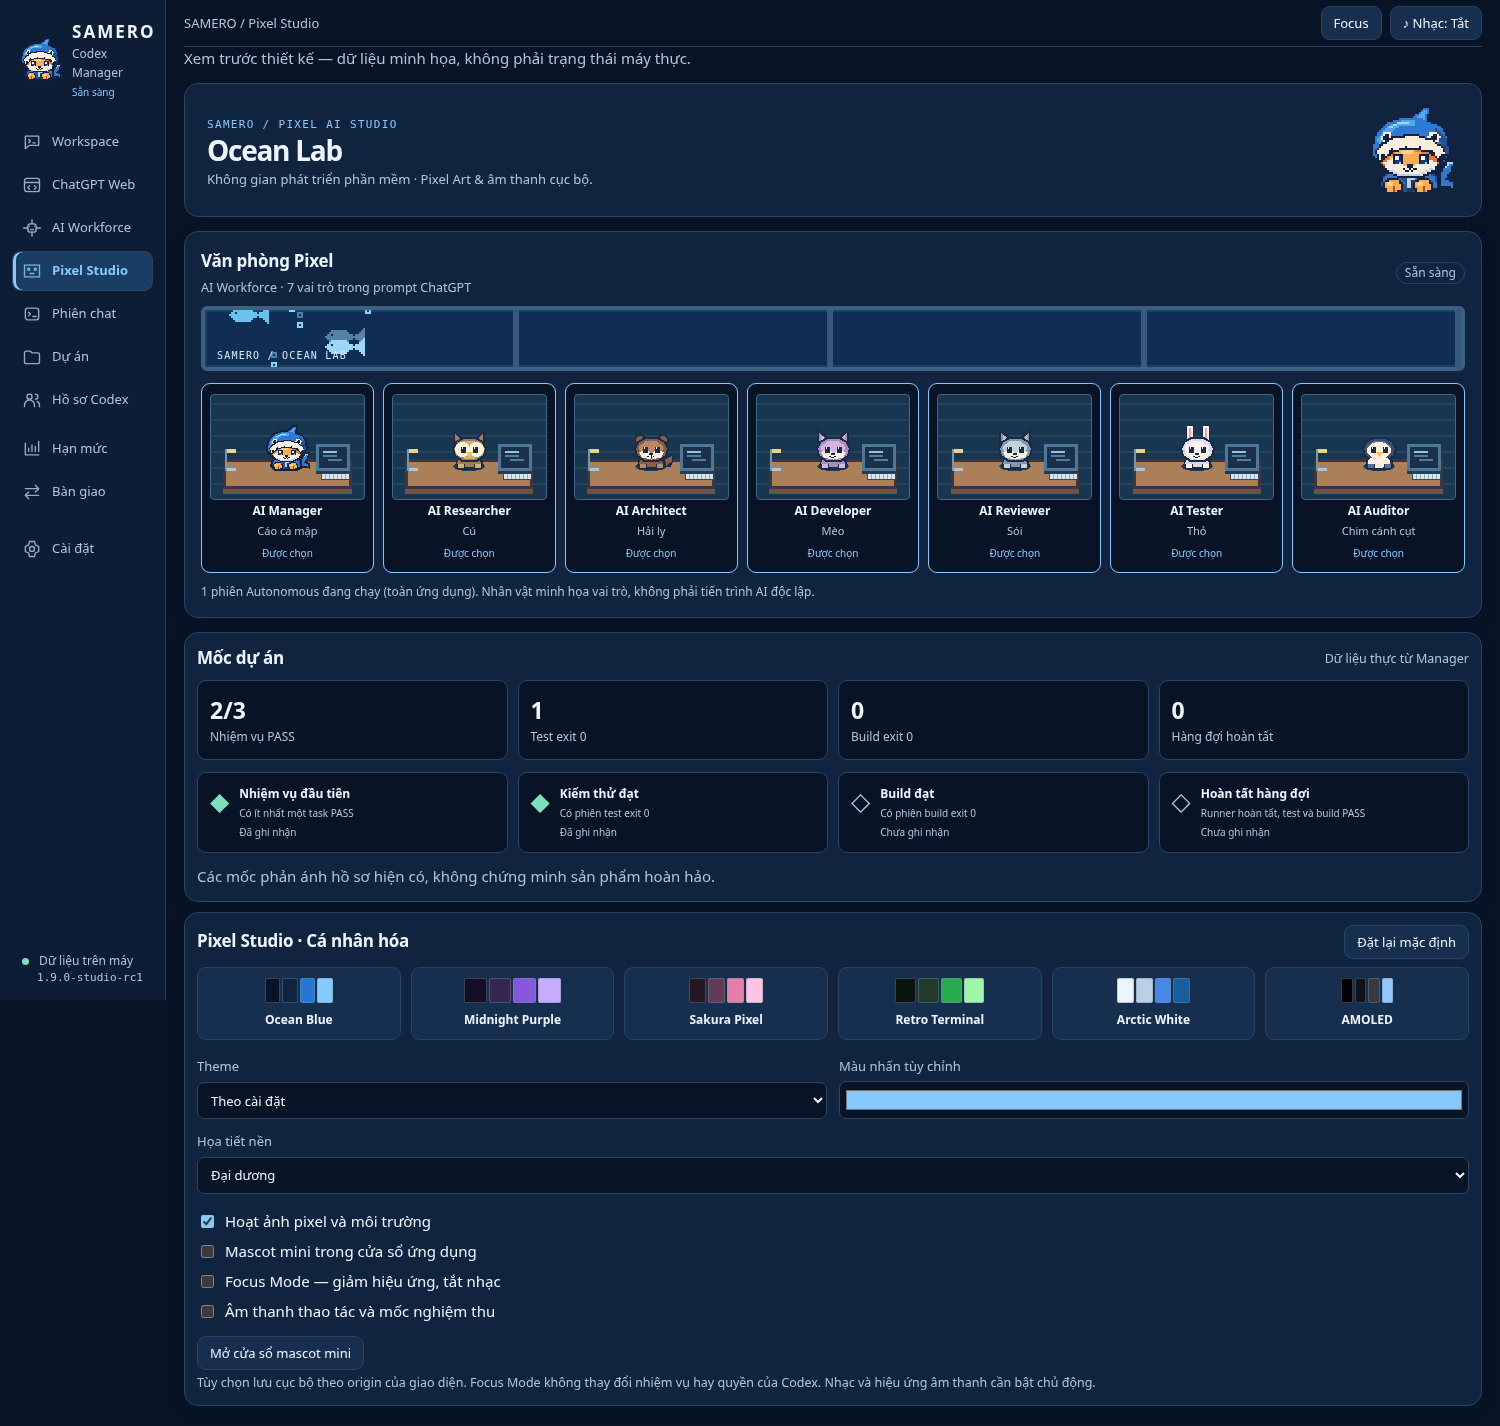 SAMERO
Codex
Manager
Sẵn sàng
Workspace
ChatGPT Web
AI Workforce
Pixel Studio
Phiên chat
Dự án
Hồ sơ Codex
Hạn mức
Bàn giao
Cài đặt
Dữ liệu trên máy
1.9.0-studio-rc1
SAMERO / Pixel Studio
Focus
♪ Nhạc: Tắt
Xem trước thiết kế — dữ liệu minh họa, không phải trạng thái máy thực.
SAMERO / PIXEL AI STUDIO
Ocean Lab
Không gian phát triển phần mềm · Pixel Art & âm thanh cục bộ.
Văn phòng Pixel
AI Workforce · 7 vai trò trong prompt ChatGPT
Sẵn sàng
SAMERO / OCEAN LAB
AI Manager
Cáo cá mập
Được chọn
AI Researcher
Cú
Được chọn
AI Architect
Hải ly
Được chọn
AI Developer
Mèo
Được chọn
AI Reviewer
Sói
Được chọn
AI Tester
Thỏ
Được chọn
AI Auditor
Chim cánh cụt
Được chọn
1 phiên Autonomous đang chạy (toàn ứng dụng). Nhân vật minh họa vai trò, không phải tiến trình AI độc lập.
Mốc dự án
Dữ liệu thực từ Manager
2/3
Nhiệm vụ PASS
1
Test exit 0
0
Build exit 0
0
Hàng đợi hoàn tất
Nhiệm vụ đầu tiên
Có ít nhất một task PASS
Đã ghi nhận
Kiểm thử đạt
Có phiên test exit 0
Đã ghi nhận
Build đạt
Có phiên build exit 0
Chưa ghi nhận
Hoàn tất hàng đợi
Runner hoàn tất, test và build PASS
Chưa ghi nhận
Các mốc phản ánh hồ sơ hiện có, không chứng minh sản phẩm hoàn hảo.
Pixel Studio · Cá nhân hóa
Đặt lại mặc định
Ocean Blue
Midnight Purple
Sakura Pixel
Retro Terminal
Arctic White
AMOLED
Theme
Theo cài đặt
Màu nhấn tùy chỉnh
Họa tiết nền
Đại dương
Hoạt ảnh pixel và môi trường
Mascot mini trong cửa sổ ứng dụng
Focus Mode — giảm hiệu ứng, tắt nhạc
Âm thanh thao tác và mốc nghiệm thu
Mở cửa sổ mascot mini
Tùy chọn lưu cục bộ theo origin của giao diện. Focus Mode không thay đổi nhiệm vụ hay quyền của Codex. Nhạc và hiệu ứng âm thanh cần bật chủ động.